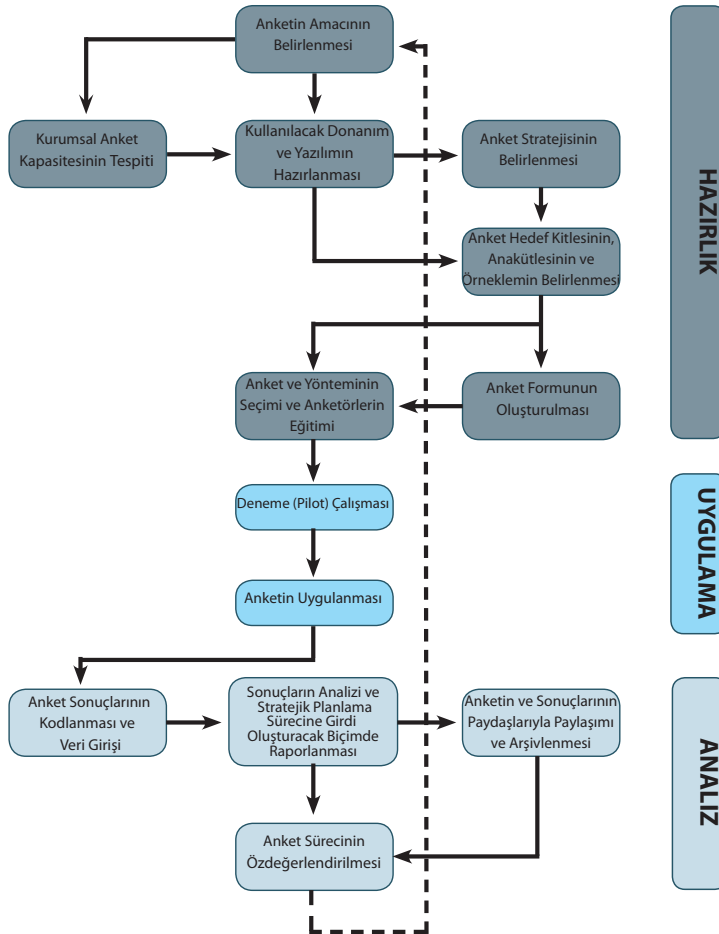 Anketin Amacının
Belirlenmesi
Kurumsal Anket
Kapasitesinin Tespiti
Kullanılacak Donanım
ve Yazılımın
Hazırlanması
Anket Stratejisinin
Belirlenmesi
Anket Hedef Kitlesinin,
Anakütlesinin ve
Örneklemin Belirlenmesi
Anket ve Yönteminin
Seçimi ve Anketörlerin
Eğitimi
Anket Formunun
Oluşturulması
HAZIRLIK
Deneme (Pilot) Çalışması
Anketin Uygulanması
UYGULAMA
Anket Sonuçlarının
Kodlanması ve
Veri Girişi
Sonuçların Analizi ve
Stratejik Planlama
Sürecine Girdi
Oluşturacak Biçimde
Raporlanması
Anketin ve Sonuçlarının
Paydaşlarıyla Paylaşımı
ve Arşivlenmesi
Anket Sürecinin
Özdeğerlendirilmesi
ANALIZ